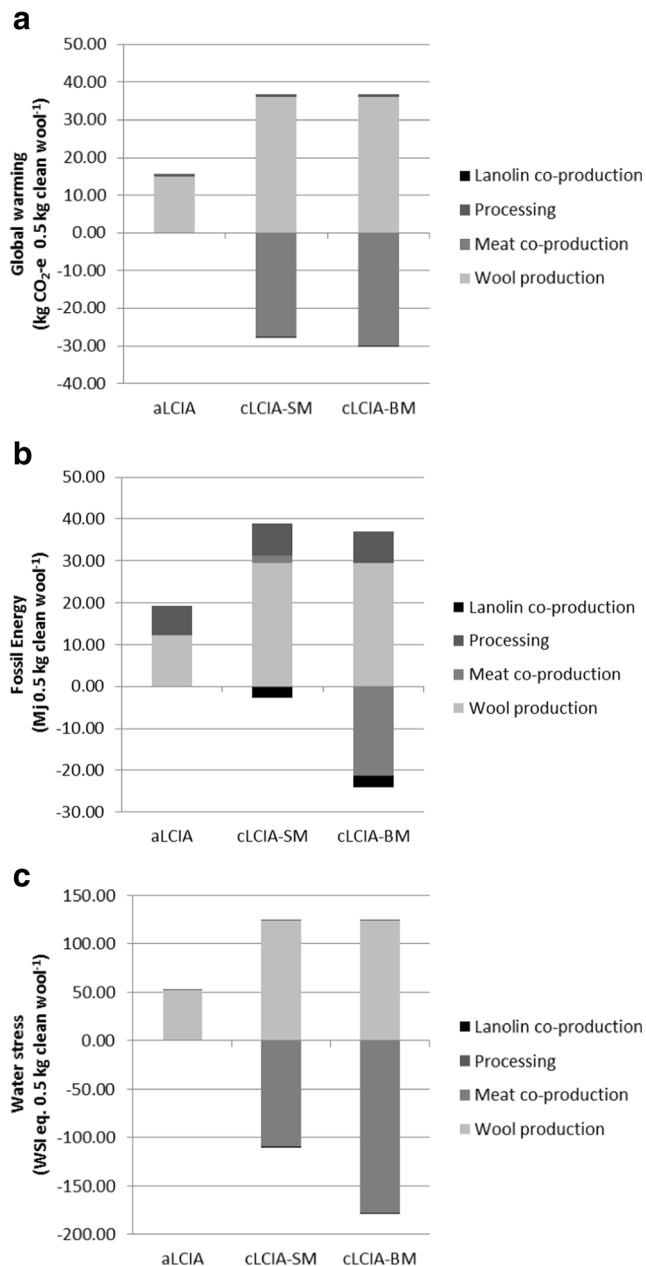 a
Global warming
(kg CO₂-e 0.5 kg clean wool⁻¹)
50.00
40.00
30.00
20.00
10.00
0.00
-10.00
-20.00
-30.00
-40.00
aLCIA cLCIA-SM cLCIA-BM
Lanolin co-production
Processing
Meat co-production
Wool production
b
Fossil Energy
(Mj 0.5 kg clean wool⁻¹)
50.00
40.00
30.00
20.00
10.00
0.00
-10.00
-20.00
-30.00
aLCIA cLCIA-SM cLCIA-BM
Lanolin co-production
Processing
Meat co-production
Wool production
c
Water stress
(WSI eq. 0.5 kg clean wool⁻¹)
150.00
100.00
50.00
0.00
-50.00
-100.00
-150.00
-200.00
aLCIA cLCIA-SM cLCIA-BM
Lanolin co-production
Processing
Meat co-production
Wool production